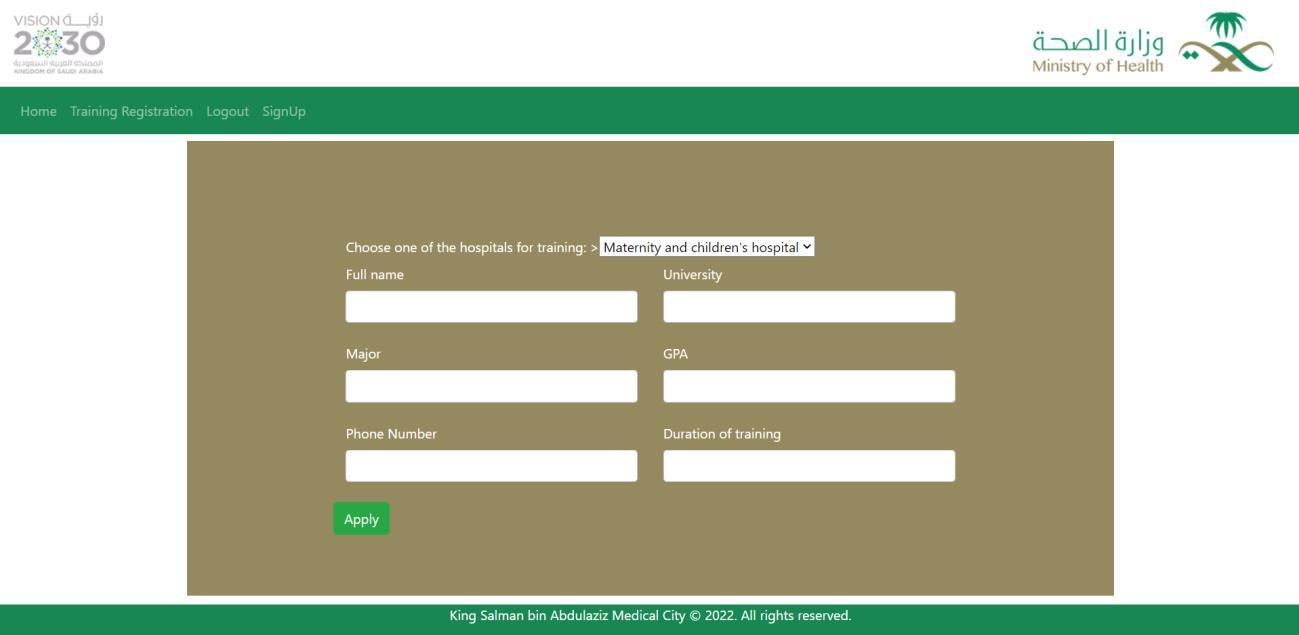 VISION رؤيــة
2030
المملكة العربية السعودية
KINGDOM OF SAUDI ARABIA
وزارة الصحة
Ministry of Health
Home Training Registration Logout SignUp
Choose one of the hospitals for training: > Maternity and children's hospital
Full name University
Major GPA
Phone Number Duration of training
Apply
King Salman bin Abdulaziz Medical City © 2022. All rights reserved.